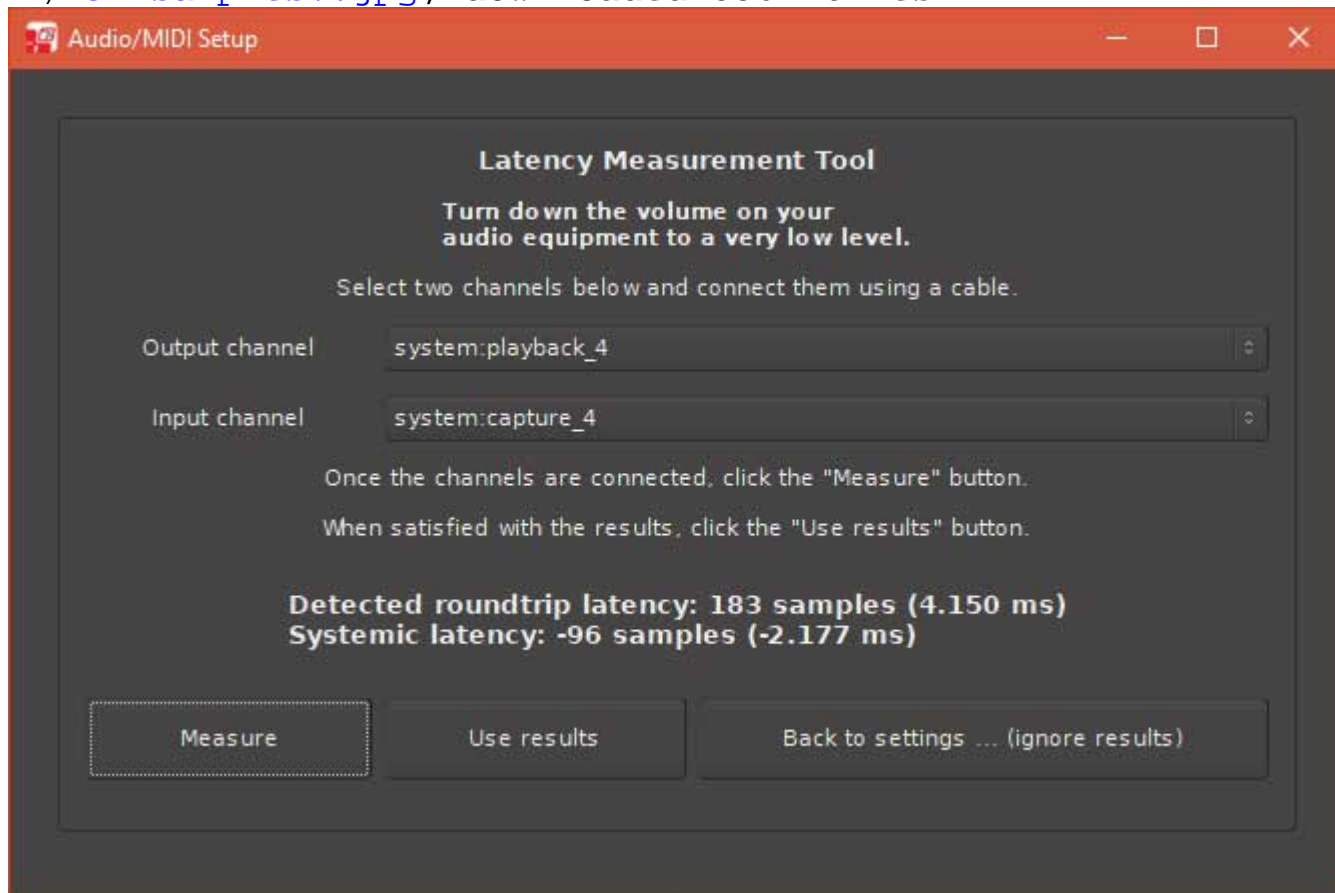 Audio/MIDI Setup
Latency Measurement Tool
Turn down the volume on your
audio equipment to a very low level.
Select two channels below and connect them using a cable.
Output channel system:playback_4
Input channel system:capture_4
Once the channels are connected, click the "Measure" button.
When satisfied with the results, click the "Use results" button.
Detected roundtrip latency: 183 samples (4.150 ms)
Systemic latency: -96 samples (-2.177 ms)
Measure Use results Back to settings ... (ignore results)